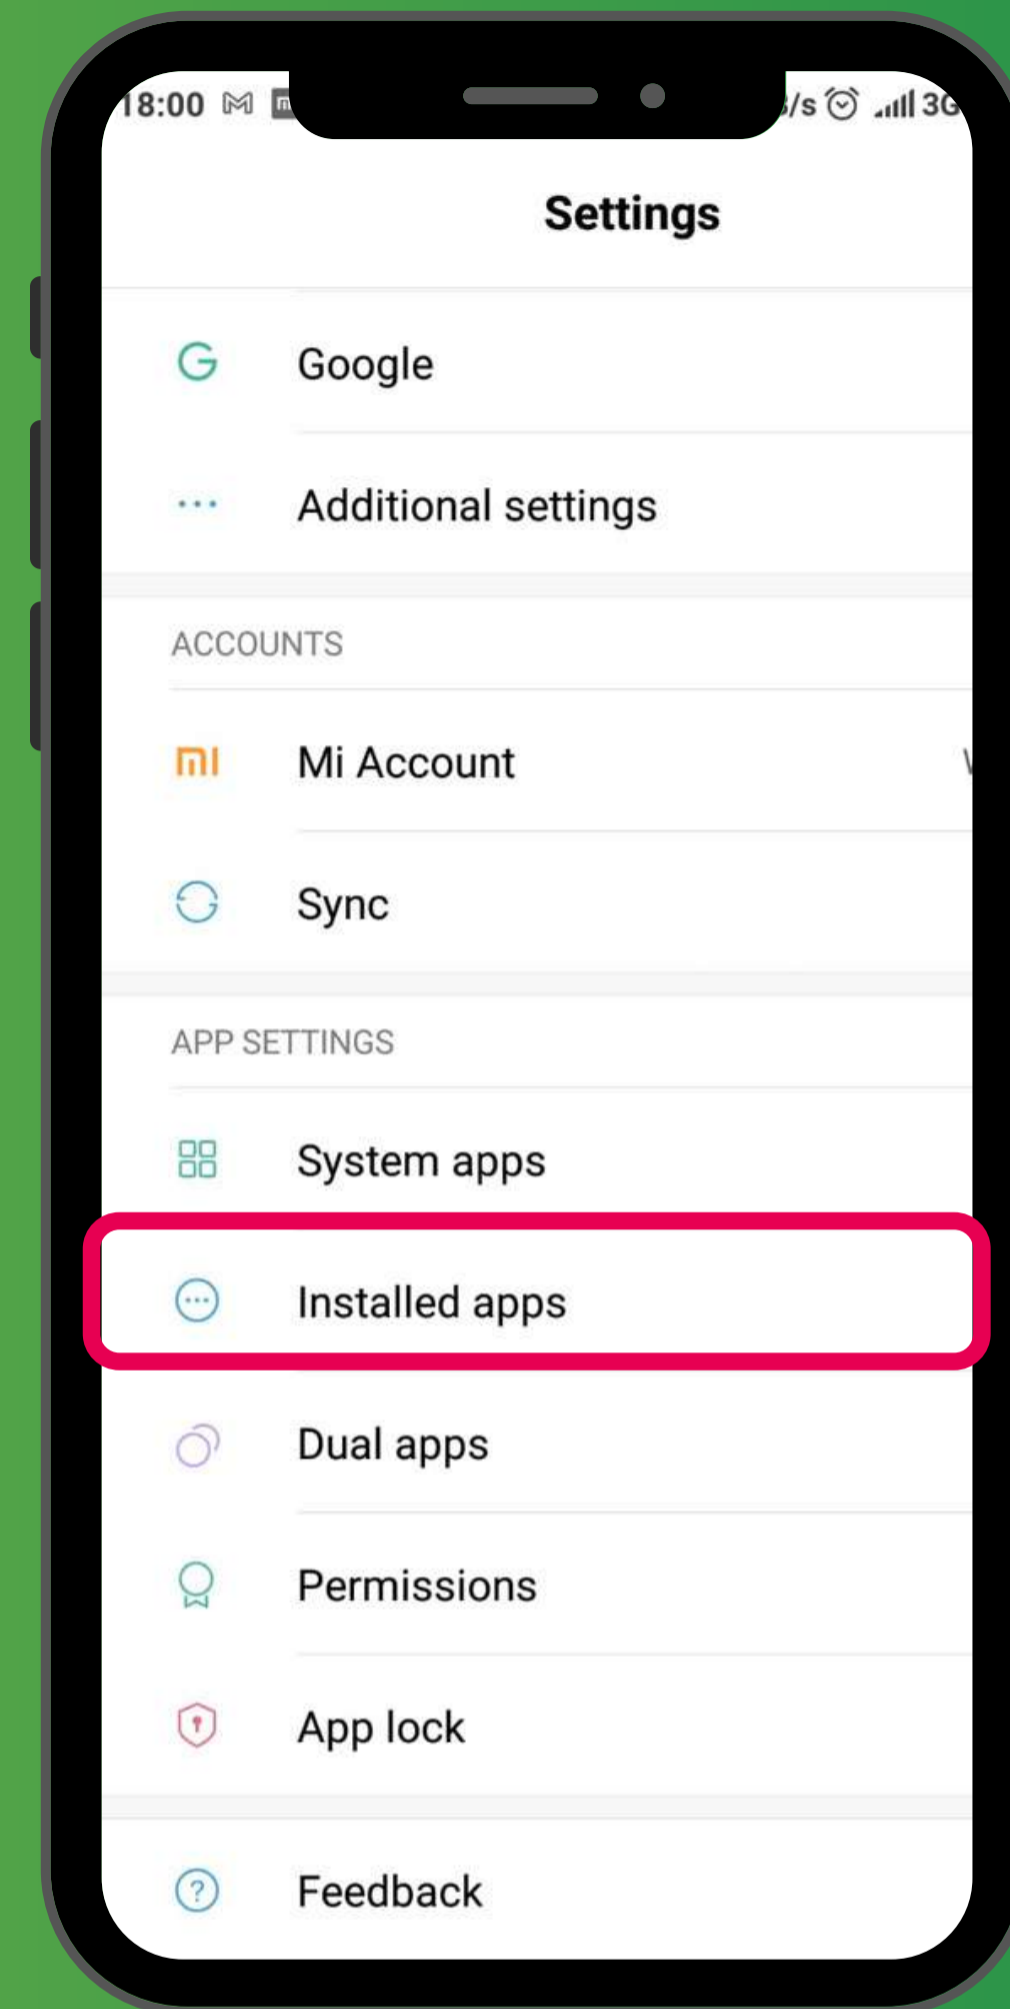 18:00 /s 3G
Settings
Google
Additional settings
ACCOUNTS
Mi Account
Sync
APP SETTINGS
System apps
Installed apps
Dual apps
Permissions
App lock
Feedback